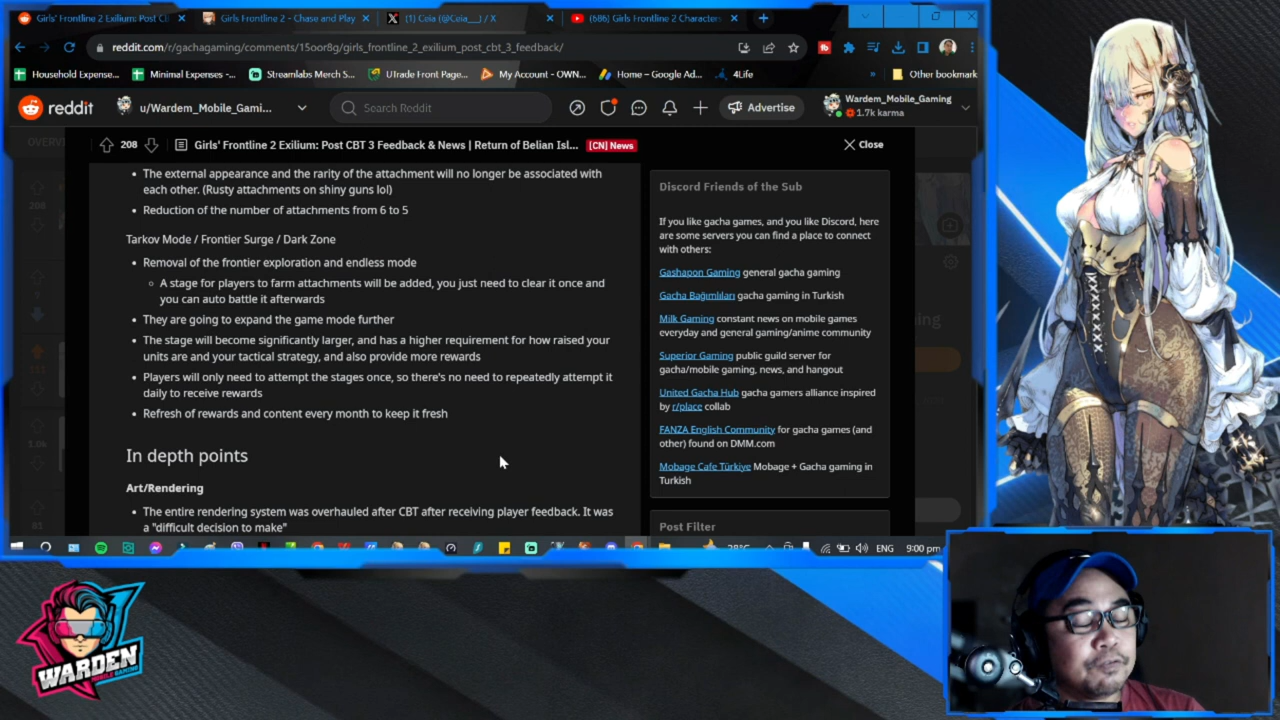 Girls' Frontline 2 Exilium: Post CB
Girls Frontline 2 - Chase and Play
(1) Ceia (@Ceia__) / X
(686) Girls Frontline 2 Characters
reddit.com/r/gachagaming/comments/15oor8g/girls_frontline_2_exilium_post_cbt_3_feedback/
Household Expense...
Minimal Expenses -...
Streamlabs Merch S...
UTrade Front Page...
My Account - OWN...
Home – Google Ad...
4Life
»
Other bookmark
reddit
u/Wardem_Mobile_Gami...
Search Reddit
Advertise
Wardem_Mobile_Gaming
1.7k karma
208
Girls' Frontline 2 Exilium: Post CBT 3 Feedback & News | Return of Belian Isl...
[CN] News
Close
The external appearance and the rarity of the attachment will no longer be associated with
each other. (Rusty attachments on shiny guns lol)
Reduction of the number of attachments from 6 to 5
Tarkov Mode / Frontier Surge / Dark Zone
Removal of the frontier exploration and endless mode
A stage for players to farm attachments will be added, you just need to clear it once and
you can auto battle it afterwards
They are going to expand the game mode further
The stage will become significantly larger, and has a higher requirement for how raised your
units are and your tactical strategy, and also provide more rewards
Players will only need to attempt the stages once, so there's no need to repeatedly attempt it
daily to receive rewards
Refresh of rewards and content every month to keep it fresh
In depth points
Art/Rendering
The entire rendering system was overhauled after CBT after receiving player feedback. It was
a "difficult decision to make"
Discord Friends of the Sub
If you like gacha games, and you like Discord, here
are some servers you can find a place to connect
with others:
Gashapon Gaming general gacha gaming
Gacha Bağımlıları gacha gaming in Turkish
Milk Gaming constant news on mobile games
everyday and general gaming/anime community
Superior Gaming public guild server for
gacha/mobile gaming, news, and hangout
United Gacha Hub gacha gamers alliance inspired
by r/place collab
FANZA English Community for gacha games (and
other) found on DMM.com
Mobage Cafe Türkiye Mobage + Gacha gaming in
Turkish
Post Filter
ENG
9:00 pm
WARDEN
MOBILE GAMING